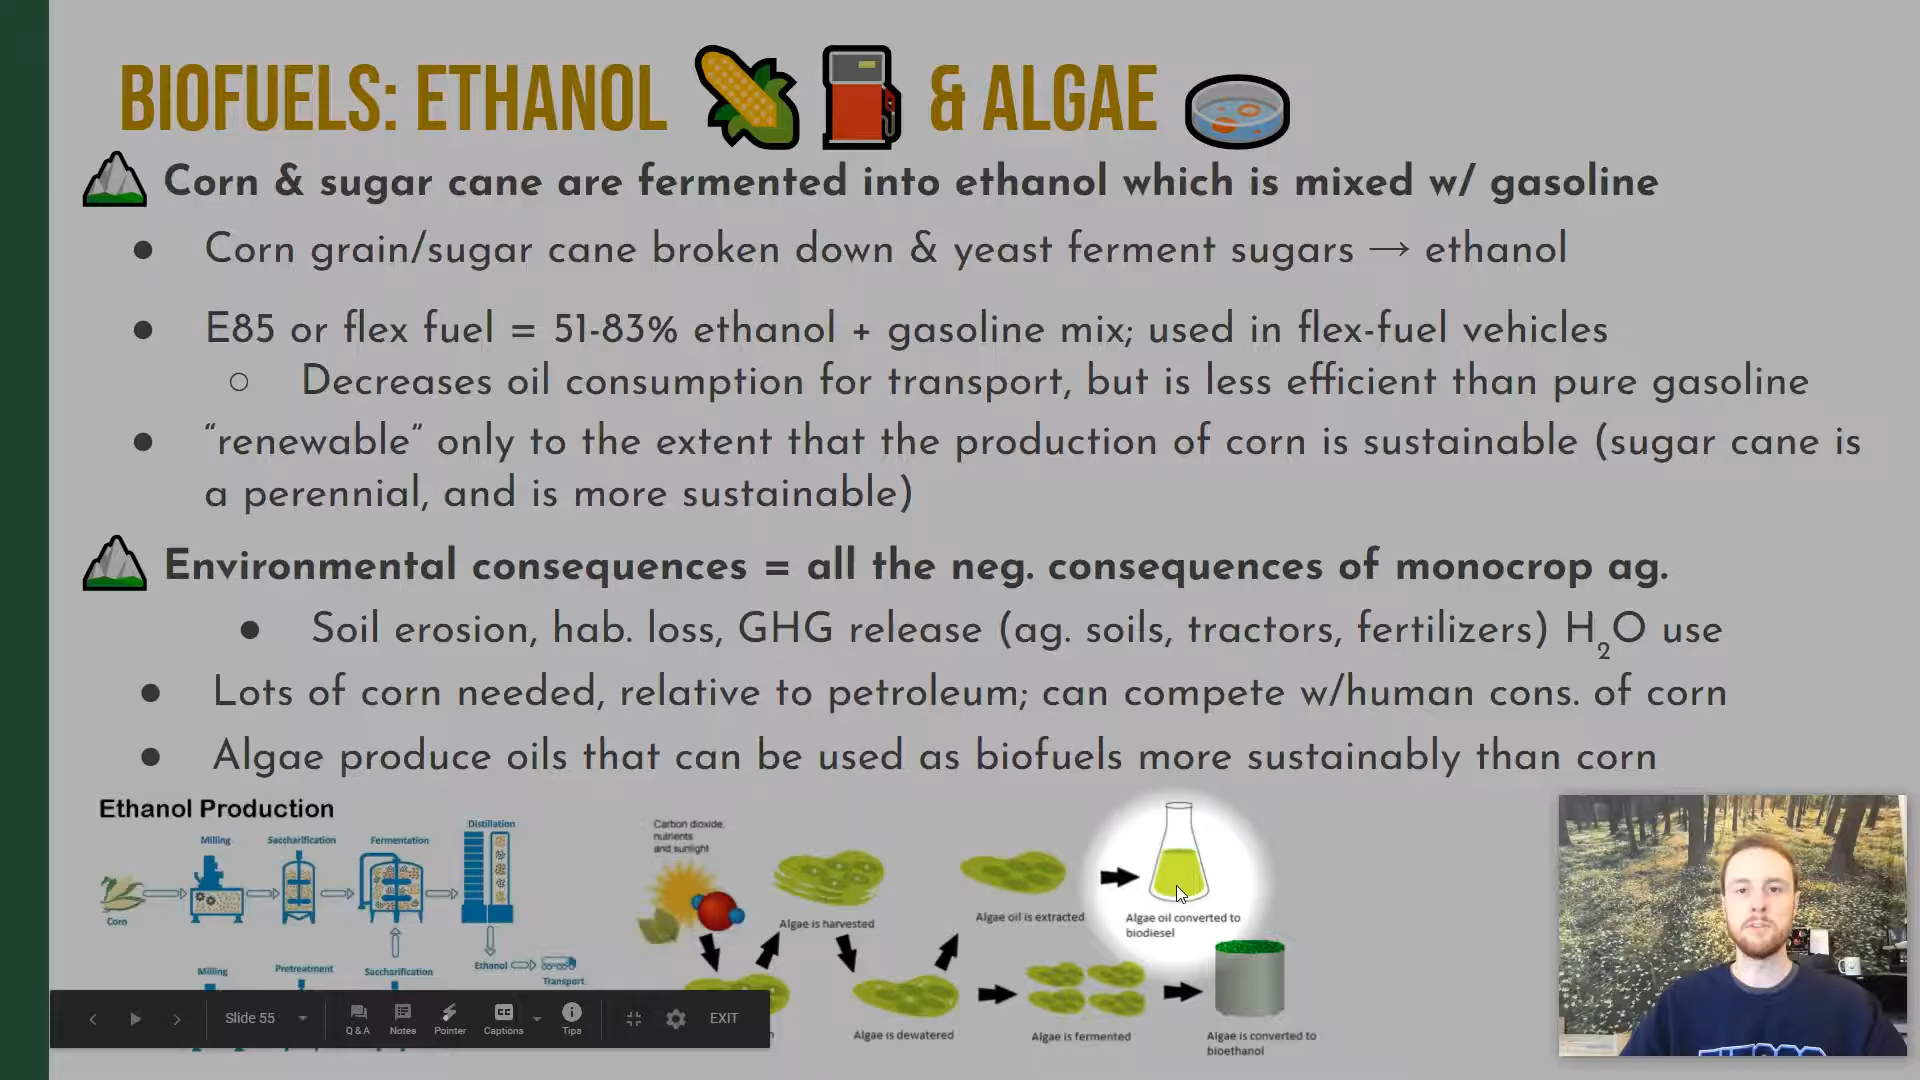 BIOFUELS: ETHANOL & ALGAE
Corn & sugar cane are fermented into ethanol which is mixed w/ gasoline
● Corn grain/sugar cane broken down & yeast ferment sugars → ethanol
● E85 or flex fuel = 51-83% ethanol + gasoline mix; used in flex-fuel vehicles
○ Decreases oil consumption for transport, but is less efficient than pure gasoline
● “renewable” only to the extent that the production of corn is sustainable (sugar cane is
a perennial, and is more sustainable)
Environmental consequences = all the neg. consequences of monocrop ag.
● Soil erosion, hab. loss, GHG release (ag. soils, tractors, fertilizers) H₂O use
● Lots of corn needed, relative to petroleum; can compete w/human cons. of corn
● Algae produce oils that can be used as biofuels more sustainably than corn
Ethanol Production
Milling
Saccharification
Fermentation
Distillation
Corn
Milling
Pretreatment
Saccharification
Ethanol
Transport
Carbon dioxide,
nutrients
and sunlight
Algae is harvested
Algae oil is extracted
Algae oil converted to
biodiesel
Algae is dewatered
Algae is fermented
Algae is converted to
bioethanol
Slide 55
Q & A
Notes
Pointer
CC
Captions
Tips
EXIT